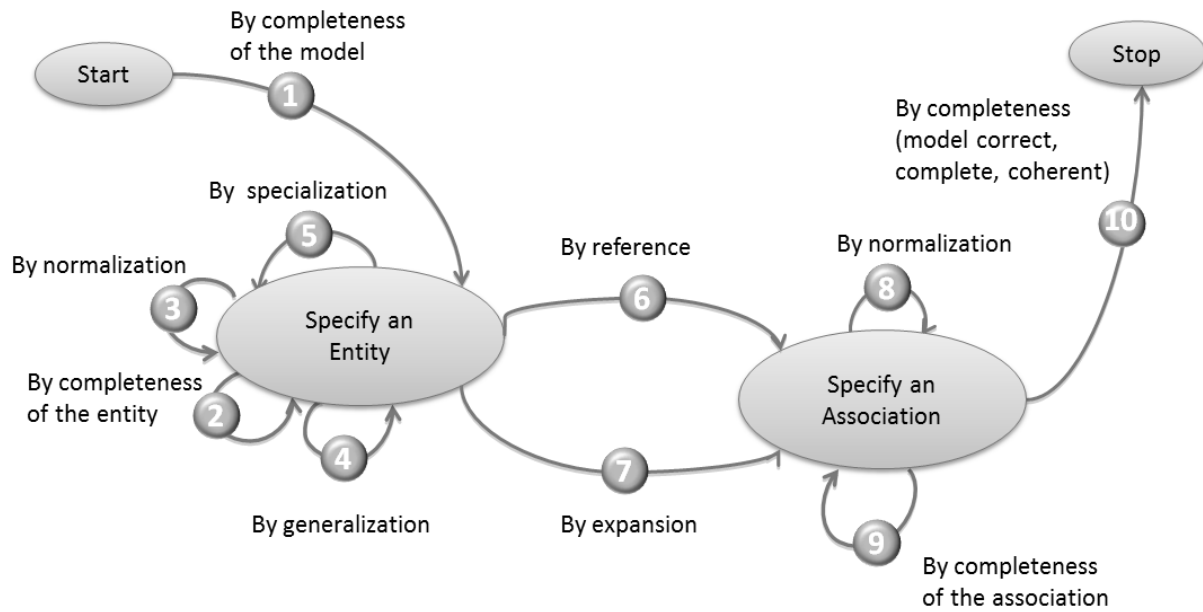 Start
By completeness
of the model
1
Stop
By completeness
(model correct,
complete, coherent)
10
By specialization
5
By normalization
3
Specify an
Entity
By completeness
of the entity
2
4
By generalization
By reference
6
7
By expansion
By normalization
8
Specify an
Association
9
By completeness
of the association